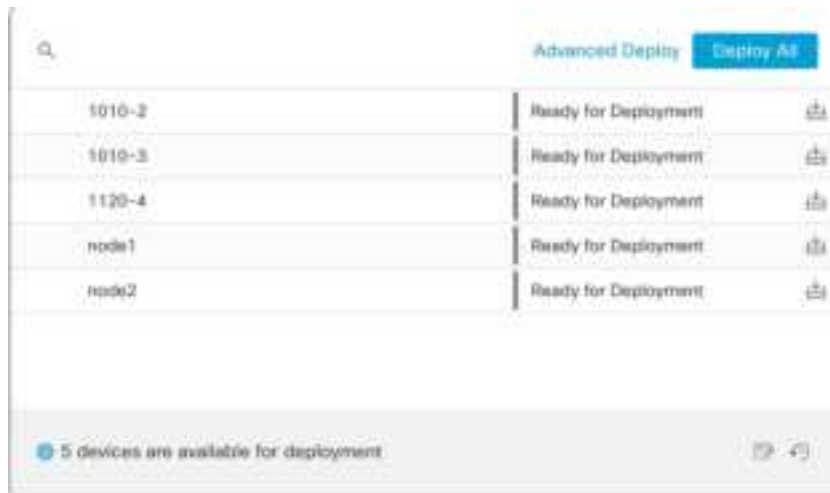 Advanced Deploy Deploy All
1010-2 Ready for Deployment
1010-3 Ready for Deployment
1120-4 Ready for Deployment
node1 Ready for Deployment
node2 Ready for Deployment
5 devices are available for deployment